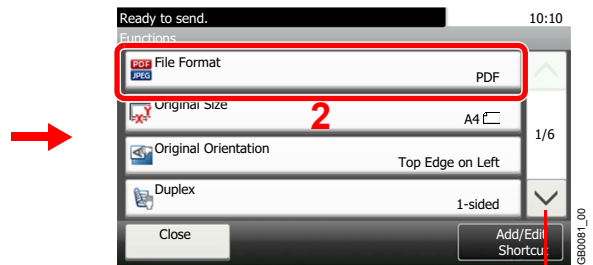 Ready to send. 10:10
Functions
PDF
JPEG
File Format
PDF
Original Size
A4
2
1/6
Original Orientation
Top Edge on Left
Duplex
1-sided
Close
Add/Edit
Shortcut
GB0081_00